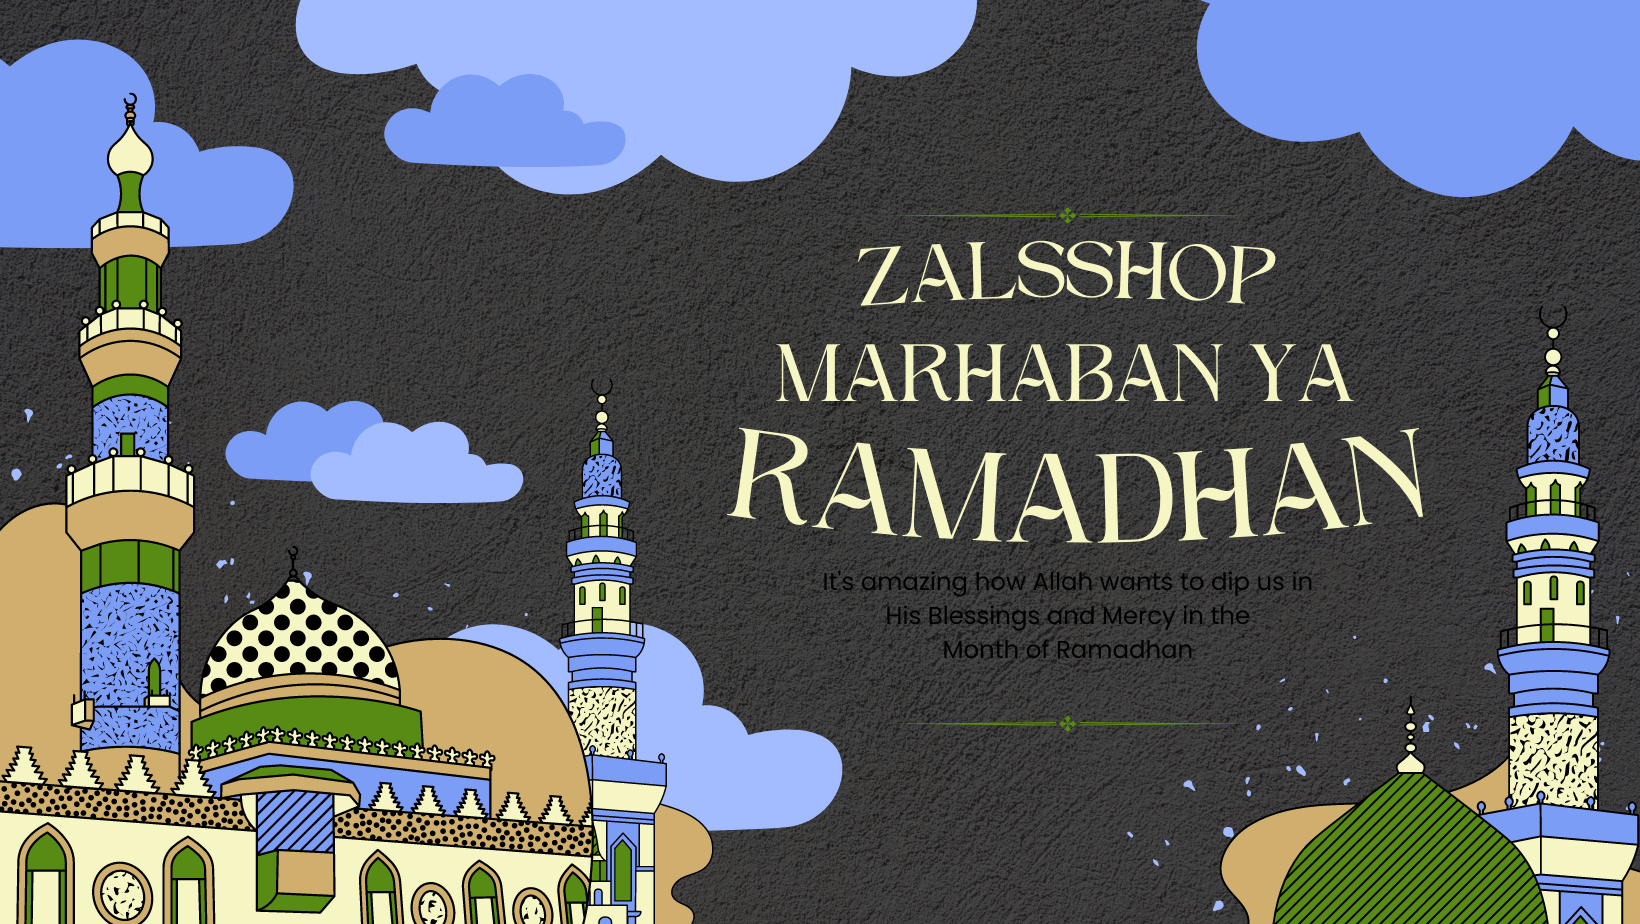 ZALSSHOP
MARHABAN YA
RAMADHAN
It's amazing how Allah wants to dip us in
His Blessings and Mercy in the
Month of Ramadhan